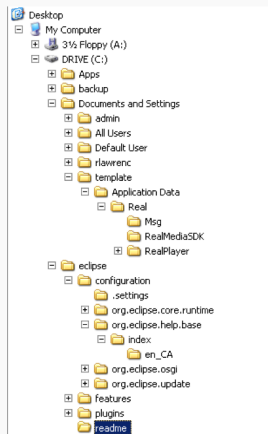 Desktop
My Computer
3½ Floppy (A:)
DRIVE (C:)
Apps
backup
Documents and Settings
admin
All Users
Default User
rlawrenc
template
Application Data
Real
Msg
RealMediaSDK
RealPlayer
eclipse
configuration
.settings
org.eclipse.core.runtime
org.eclipse.help.base
index
en_CA
org.eclipse.osgi
org.eclipse.update
features
plugins
readme